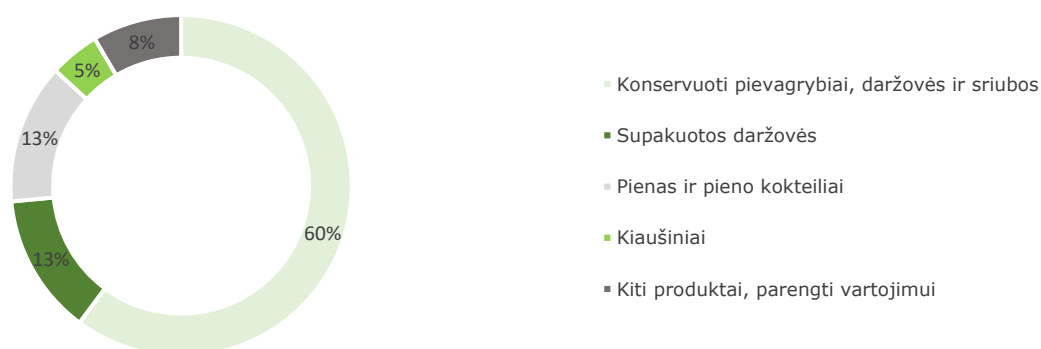 8%
5%
13%
13%
60%
Konservuoti pievagrybiai, daržovės ir sriubos
Supakuotos daržovės
Pienas ir pieno kokteiliai
Kiaušiniai
Kiti produktai, parengti vartojimui